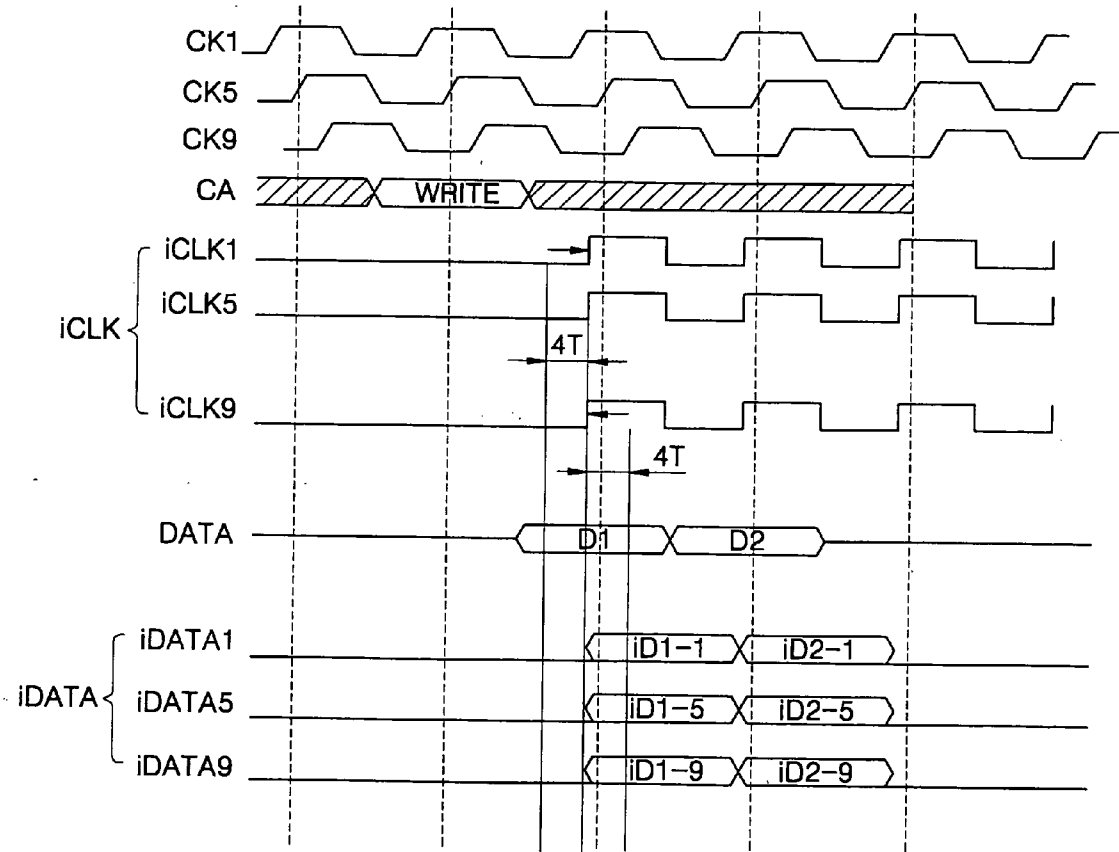 CK1
CK5
CK9
CA WRITE
iCLK1
iCLK5
iCLK
4T
iCLK9
4T
DATA D1 D2
iDATA1 iD1-1 iD2-1
iDATA iDATA5 iD1-5 iD2-5
iDATA9 iD1-9 iD2-9